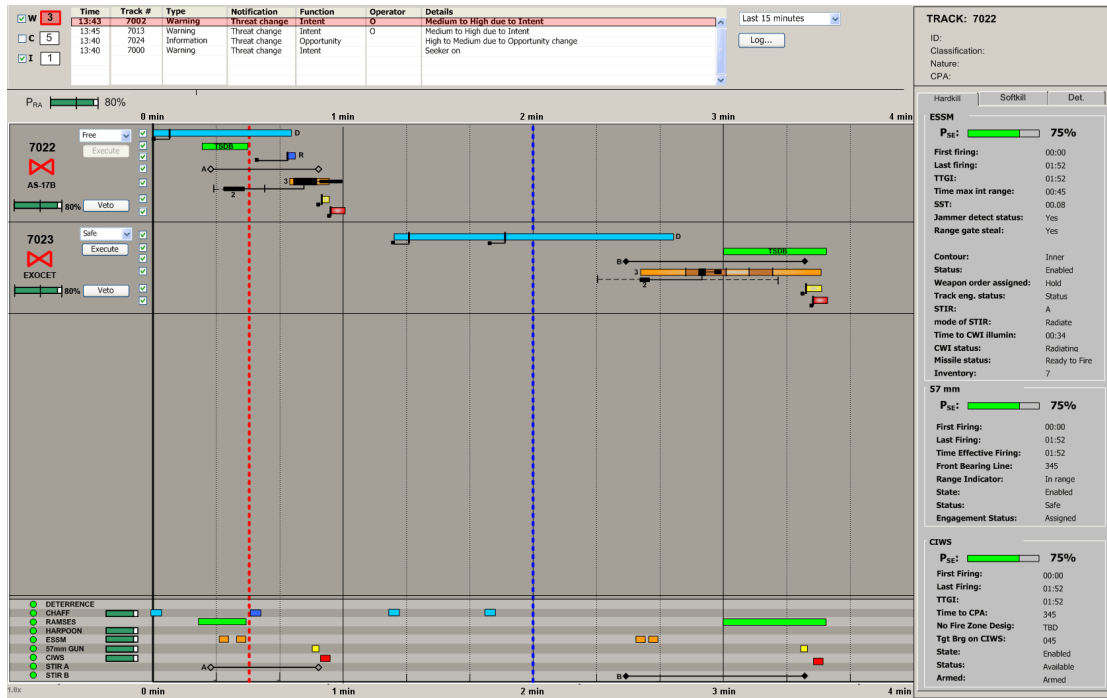 W 3
C 5
I 1
Time Track # Type Notification Function Operator Details
13:43 7002 Warning Threat change Intent O Medium to High due to Intent
13:45 7013 Warning Threat change Intent O Medium to High due to Intent
13:40 7024 Information Threat change Opportunity High to Medium due to Opportunity change
13:40 7000 Warning Threat change Intent Seeker on
Last 15 minutes
Log...
PRA 80%
0 min 1 min 2 min 3 min 4 min
7022
AS-17B
80%
Free
Execute
Veto
D
TSDB
R
A
3
2
7023
EXOCET
80%
Safe
Execute
Veto
D
TSDB
B
3
2
DETERRENCE
CHAFF
RAMSES
HARPOON
ESSM
57mm GUN
CIWS
STIR A A
STIR B B
1.0x 0 min 1 min 2 min 3 min 4 min
TRACK: 7022
ID:
Classification:
Nature:
CPA:
Hardkill Softkill Det.
ESSM
PSE: 75%
First firing: 00:00
Last firing: 01:52
TTGI: 01:52
Time max int range: 00:45
SST: 00.08
Jammer detect status: Yes
Range gate steal: Yes
Contour: Inner
Status: Enabled
Weapon order assigned: Hold
Track eng. status: Status
STIR: A
mode of STIR: Radiate
Time to CWI illumin: 00:34
CWI status: Radiating
Missile status: Ready to Fire
Inventory: 7
57 mm
PSE: 75%
First Firing: 00:00
Last Firing: 01:52
Time Effective Firing: 01:52
Front Bearing Line: 345
Range Indicator: In range
State: Enabled
Status: Safe
Engagement Status: Assigned
CIWS
PSE: 75%
First Firing: 00:00
Last Firing: 01:52
TTGI: 01:52
Time to CPA: 345
No Fire Zone Desig: TBD
Tgt Brg on CIWS: 045
State: Enabled
Status: Available
Armed: Armed